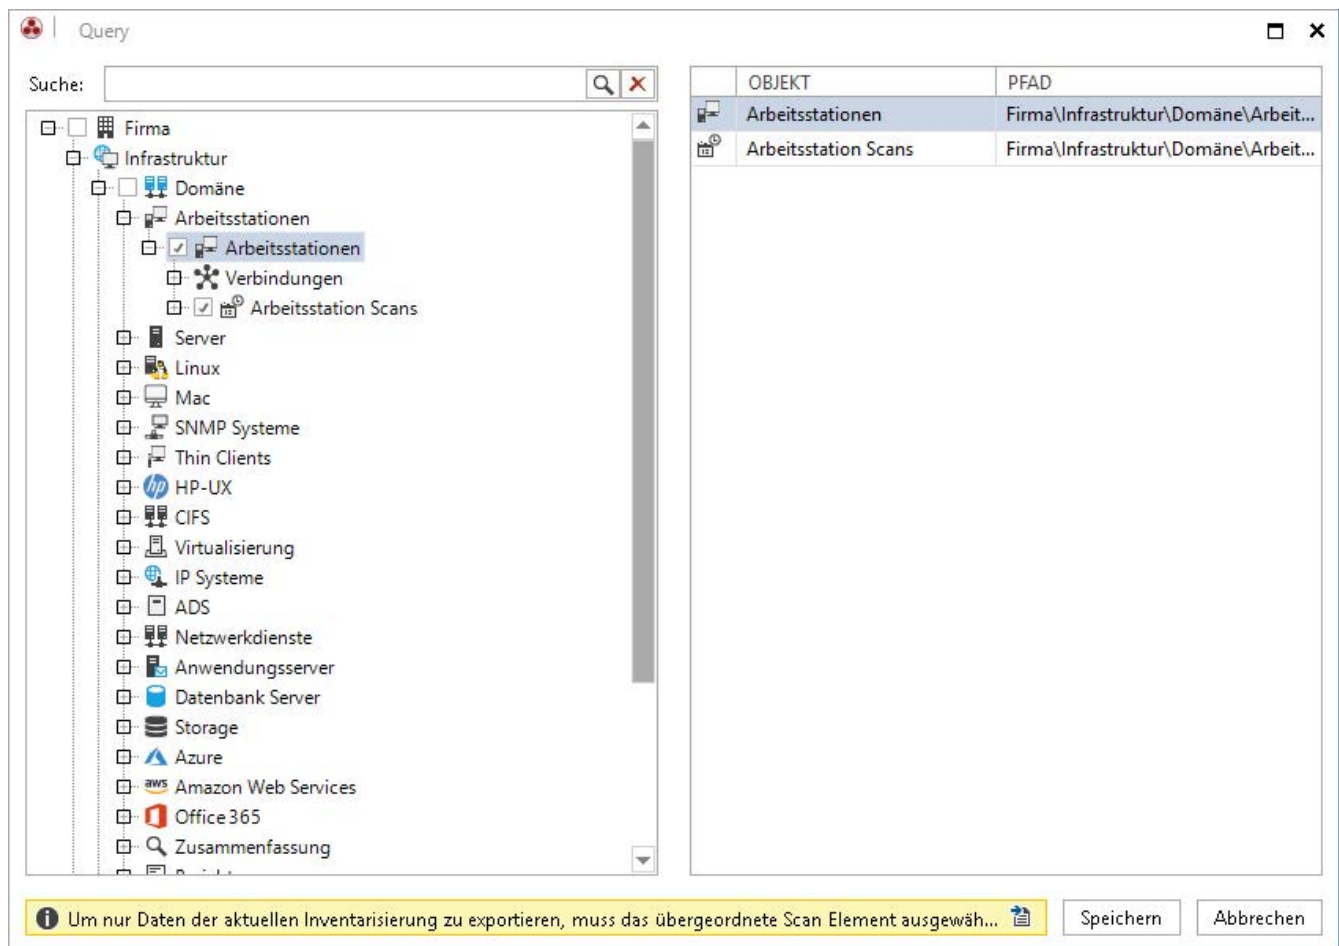 Query
Suche:
Firma
Infrastruktur
Domäne
Arbeitsstationen
Arbeitsstationen
Verbindungen
Arbeitsstation Scans
Server
Linux
Mac
SNMP Systeme
Thin Clients
hp HP-UX
CIFS
Virtualisierung
IP Systeme
ADS
Netzwerkdienste
Anwendungsserver
Datenbank Server
Storage
Azure
aws Amazon Web Services
Office 365
Zusammenfassung
OBJEKT PFAD
Arbeitsstationen Firma\Infrastruktur\Domäne\Arbeit...
Arbeitsstation Scans Firma\Infrastruktur\Domäne\Arbeit...
Um nur Daten der aktuellen Inventarisierung zu exportieren, muss das übergeordnete Scan Element ausgewäh...
Speichern
Abbrechen